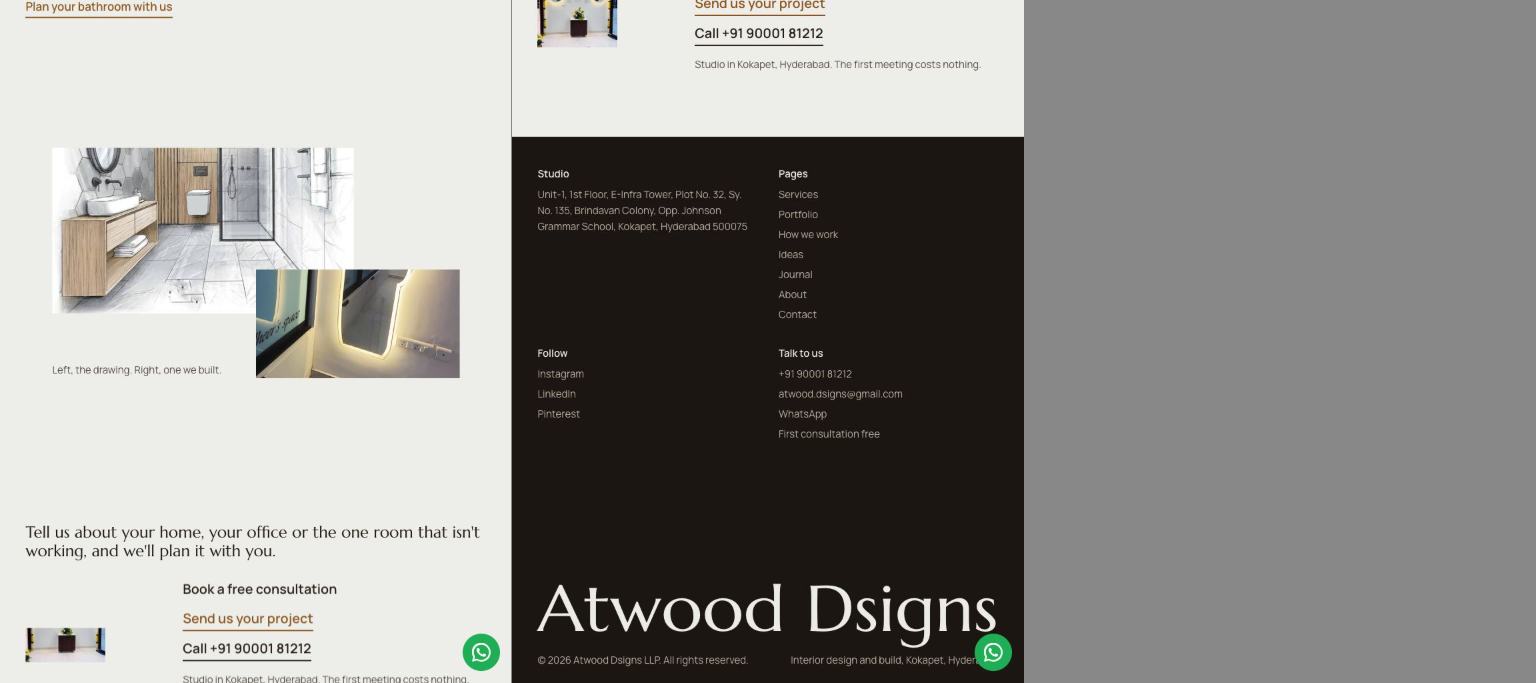 Plan your bathroom with us
Left, the drawing. Right, one we built.
Tell us about your home, your office or the one room that isn't
working, and we'll plan it with you.
Book a free consultation
Send us your project
Call +91 90001 81212
Studio in Kokapet, Hyderabad. The first meeting costs nothing.
Send us your project
Call +91 90001 81212
Studio in Kokapet, Hyderabad. The first meeting costs nothing.
Studio
Unit-1, 1st Floor, E-Infra Tower, Plot No. 32, Sy.
No. 135, Brindavan Colony, Opp. Johnson
Grammar School, Kokapet, Hyderabad 500075
Pages
Services
Portfolio
How we work
Ideas
Journal
About
Contact
Follow
Instagram
LinkedIn
Pinterest
Talk to us
+91 90001 81212
atwood.dsigns@gmail.com
WhatsApp
First consultation free
Atwood Dsigns
© 2026 Atwood Dsigns LLP. All rights reserved.
Interior design and build, Kokapet,